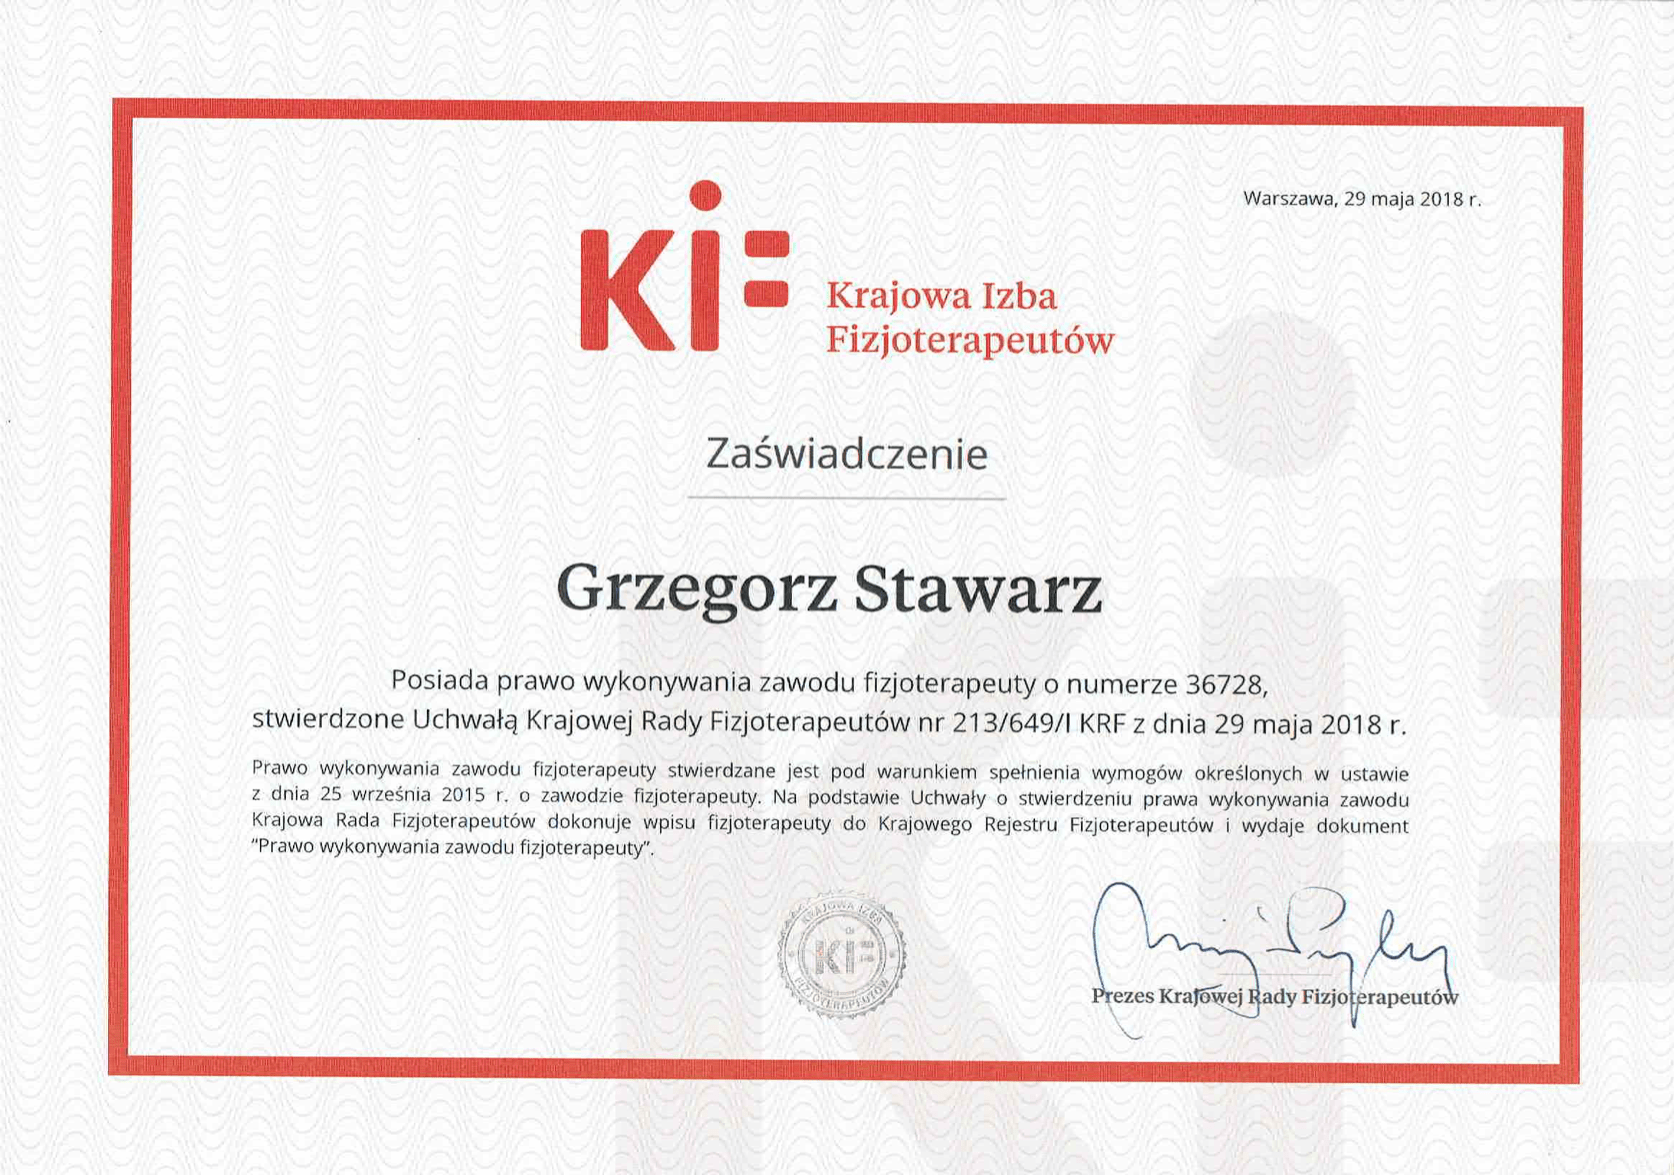 Warszawa, 29 maja 2018 r.
KiF
Krajowa Izba
Fizjoterapeutów
Zaświadczenie
Grzegorz Stawarz
Posiada prawo wykonywania zawodu fizjoterapeuty o numerze 36728,
stwierdzone Uchwałą Krajowej Rady Fizjoterapeutów nr 213/649/I KRF z dnia 29 maja 2018 r.
Prawo wykonywania zawodu fizjoterapeuty stwierdzane jest pod warunkiem spełnienia wymogów określonych w ustawie
z dnia 25 września 2015 r. o zawodzie fizjoterapeuty. Na podstawie Uchwały o stwierdzeniu prawa wykonywania zawodu
Krajowa Rada Fizjoterapeutów dokonuje wpisu fizjoterapeuty do Krajowego Rejestru Fizjoterapeutów i wydaje dokument
"Prawo wykonywania zawodu fizjoterapeuty".
KRAJOWA IZBA
KiF
FIZJOTERAPEUTÓW
Prezes Krajowej Rady Fizjoterapeutów